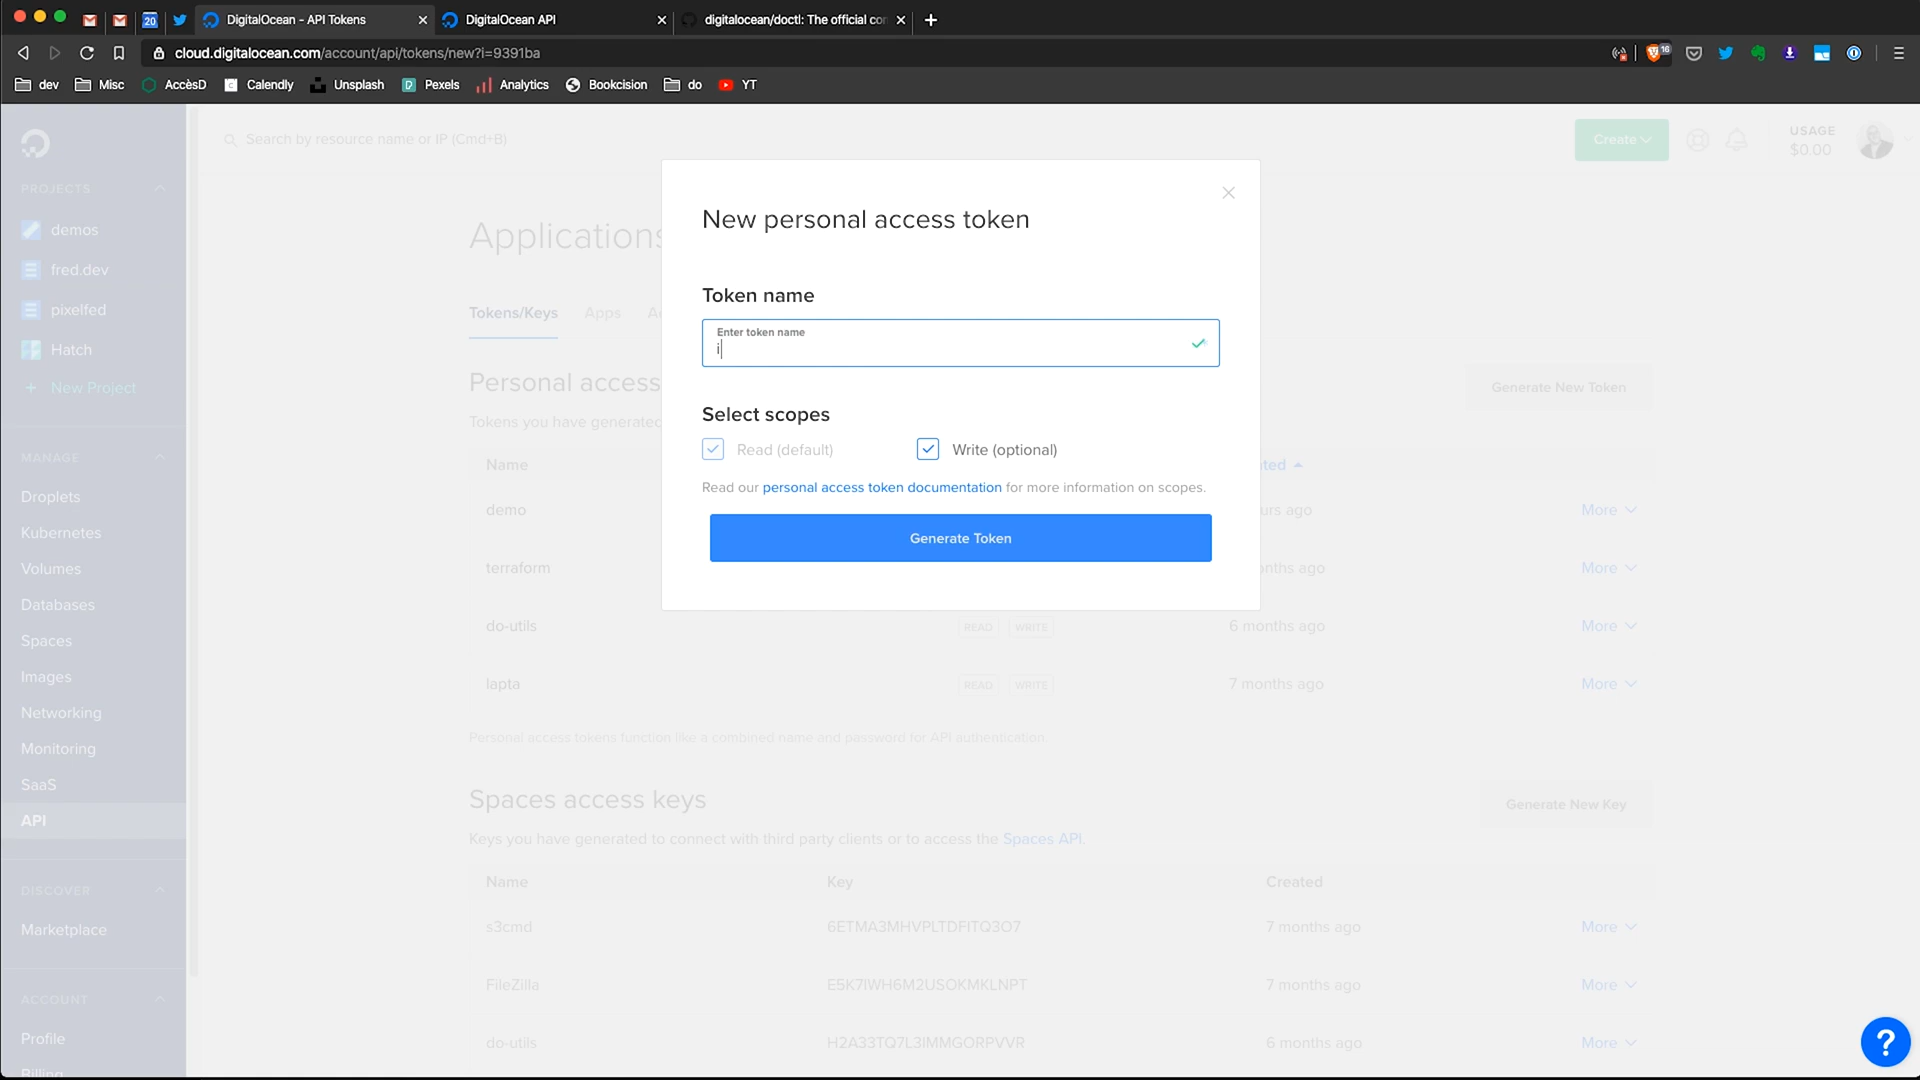 20
DigitalOcean - API Tokens
DigitalOcean API
digitalocean/doctl: The official co
cloud.digitalocean.com/account/api/tokens/new?i=9391ba
16
dev
Misc
AccèsD
Calendly
Unsplash
Pexels
Analytics
Bookcision
do
YT
Search by resource name or IP (Cmd+B)
Create
USAGE
$0.00
PROJECTS
demos
fred.dev
pixelfed
Hatch
+ New Project
MANAGE
Droplets
Kubernetes
Volumes
Databases
Spaces
Images
Networking
Monitoring
SaaS
API
DISCOVER
Marketplace
ACCOUNT
Profile
Billing
Applications
Tokens/Keys
Apps
Personal access
Generate New Token
Tokens you have generated
Name
demo
More
terraform
More
do-utils
READ
WRITE
6 months ago
More
lapta
READ
WRITE
7 months ago
More
Personal access tokens function like a combined name and password for API authentication.
Spaces access keys
Generate New Key
Keys you have generated to connect with third party clients or to access the Spaces API.
Name
Key
Created
s3cmd
6ETMA3MHVPLTDFITQ3O7
7 months ago
More
FileZilla
E5K7IWH6M2USOKMKLNPT
7 months ago
More
do-utils
H2A33TQ7L3IMMGORPVVR
6 months ago
More
New personal access token
Token name
Enter token name
i
Select scopes
Read (default)
Write (optional)
Read our personal access token documentation for more information on scopes.
Generate Token
?